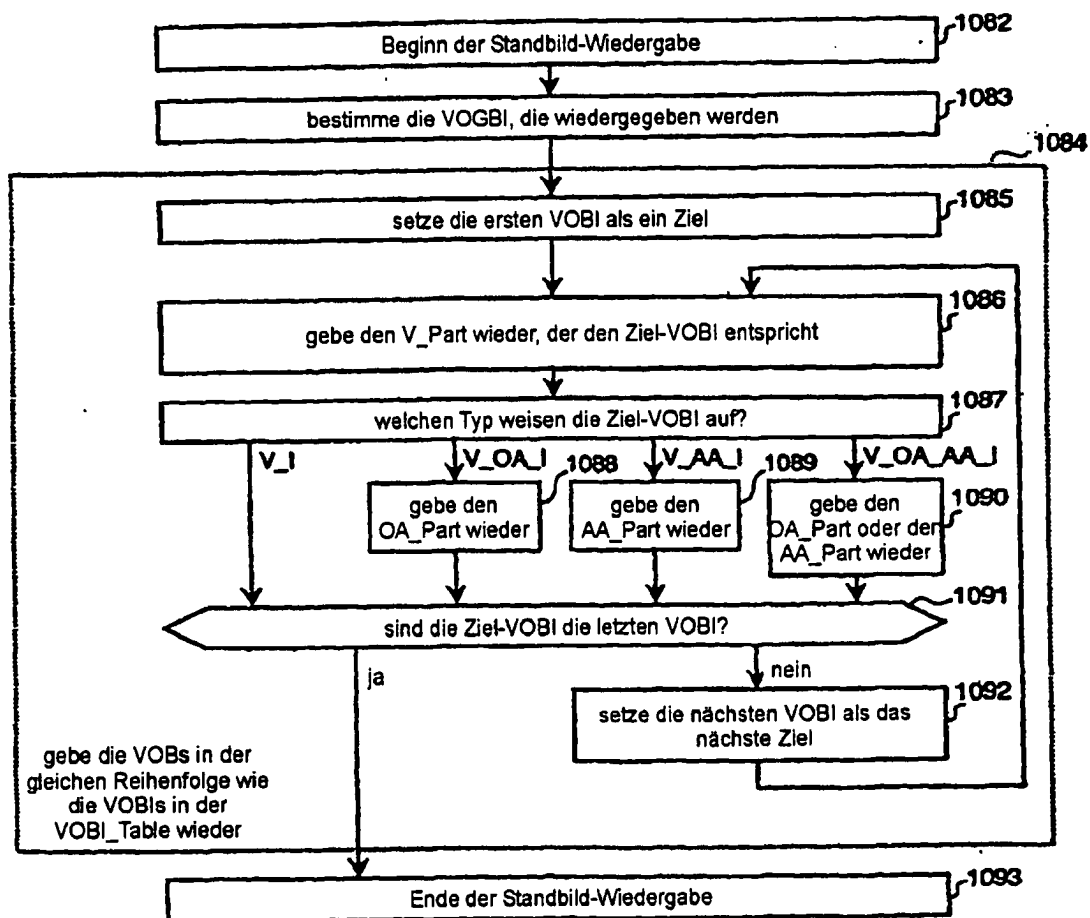 1082
Beginn der Standbild-Wiedergabe
1083
bestimme die VOGBI, die wiedergegeben werden
1084
1085
setze die ersten VOBI als ein Ziel
1086
gebe den V_Part wieder, der den Ziel-VOBI entspricht
1087
welchen Typ weisen die Ziel-VOBI auf?
V_I
V_OA_I
1088
V_AA_I
1089
V_OA_AA_I
gebe den
OA_Part wieder
gebe den
AA_Part wieder
1090
gebe den
OA_Part oder den
AA_Part wieder
1091
sind die Ziel-VOBI die letzten VOBI?
ja
nein
1092
setze die nächsten VOBI als das
nächste Ziel
gebe die VOBs in der
gleichen Reihenfolge wie
die VOBIs in der
VOBI_Table wieder
1093
Ende der Standbild-Wiedergabe